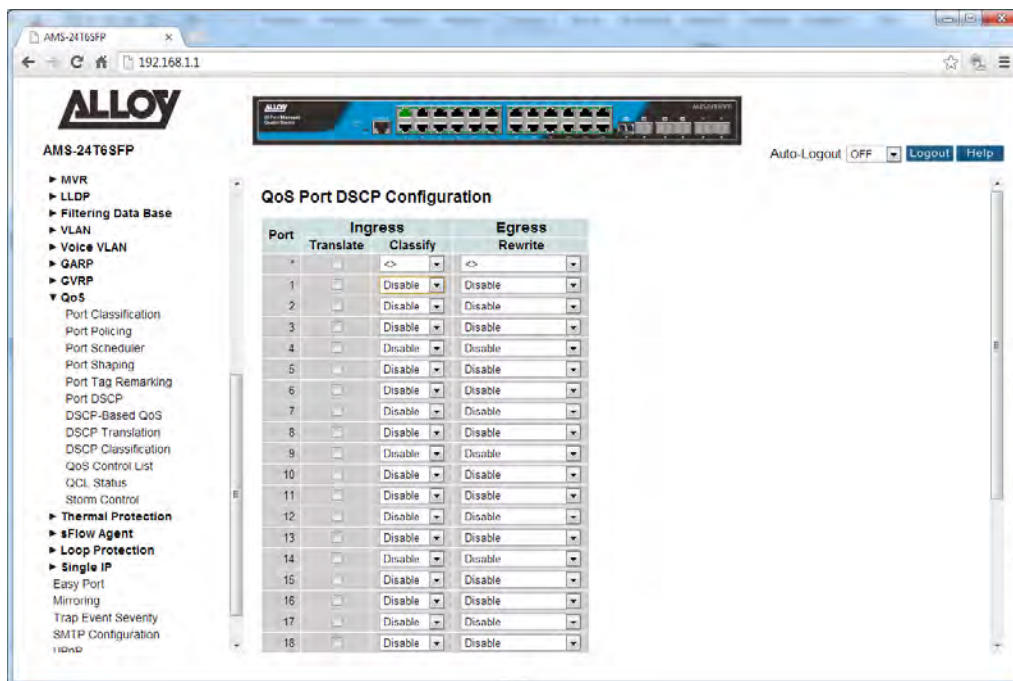 AMS-24T6SFP
192.168.1.1
ALLOY
ALLOY
AMS-24T6SFP
Auto-Logout OFF Logout Help
► MVR
► LLDP
► Filtering Data Base
► VLAN
► Voice VLAN
► GARP
► GVRP
▼ QoS
Port Classification
Port Policing
Port Scheduler
Port Shaping
Port Tag Remarking
Port DSCP
DSCP-Based QoS
DSCP Translation
DSCP Classification
QoS Control List
QCL Status
Storm Control
► Thermal Protection
► sFlow Agent
► Loop Protection
► Single IP
Easy Port
Mirroring
Trap Event Severity
SMTP Configuration
UPnP
QoS Port DSCP Configuration
Port Ingress Egress
Translate Classify Rewrite
* <> <>
1 Disable Disable
2 Disable Disable
3 Disable Disable
4 Disable Disable
5 Disable Disable
6 Disable Disable
7 Disable Disable
8 Disable Disable
9 Disable Disable
10 Disable Disable
11 Disable Disable
12 Disable Disable
13 Disable Disable
14 Disable Disable
15 Disable Disable
16 Disable Disable
17 Disable Disable
18 Disable Disable